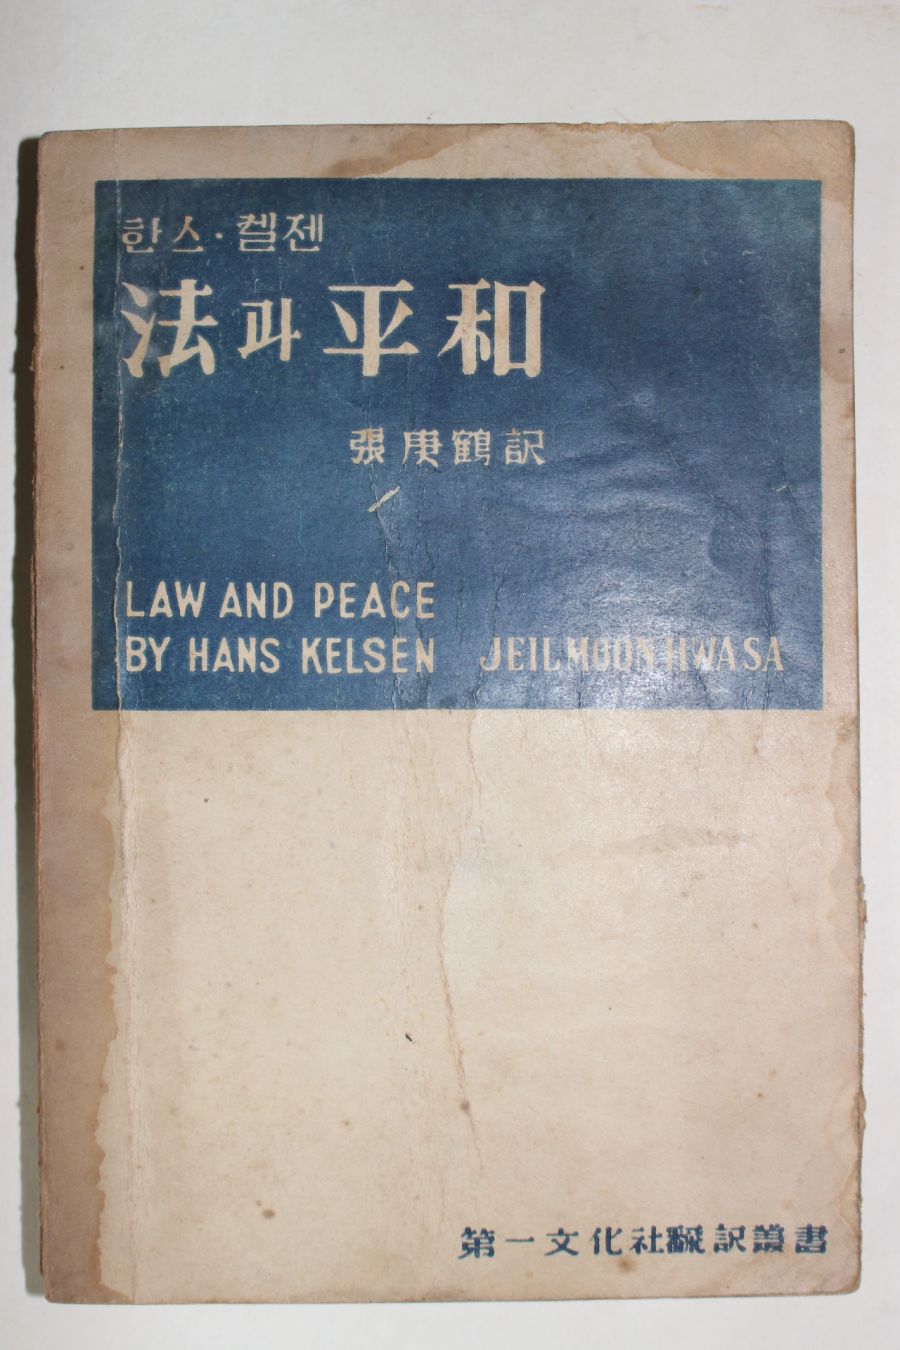 한스·켈젠
法과平和
張庚鶴訳
LAW AND PEACE
BY HANS KELSEN JEILMOONHWASA
第一文化社飜訳叢書